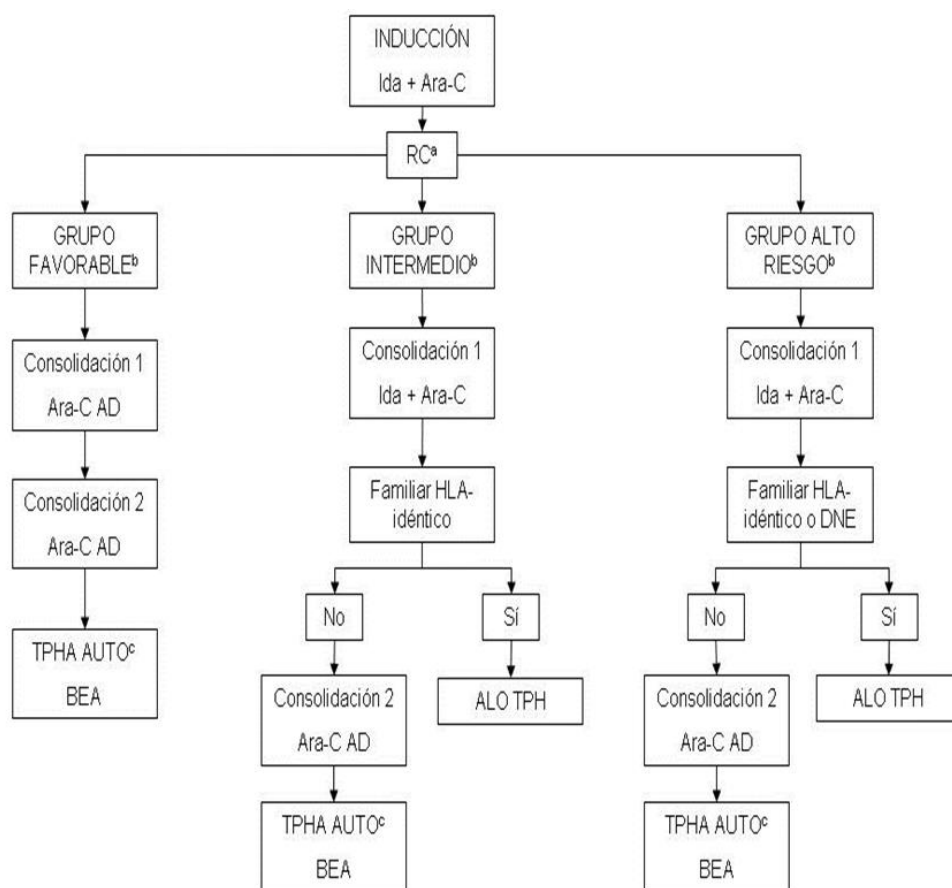 INDUCCIÓN
Ida + Ara-C
RCᵃ
GRUPO
FAVORABLEᵇ
GRUPO
INTERMEDIOᵇ
GRUPO ALTO
RIESGOᵇ
Consolidación 1
Ara-C AD
Consolidación 1
Ida + Ara-C
Consolidación 1
Ida + Ara-C
Consolidación 2
Ara-C AD
Familiar HLA-
idéntico
Familiar HLA-
idéntico o DNE
No
Sí
No
Sí
TPHA AUTOᶜ
BEA
Consolidación 2
Ara-C AD
ALO TPH
Consolidación 2
Ara-C AD
ALO TPH
TPHA AUTOᶜ
BEA
TPHA AUTOᶜ
BEA